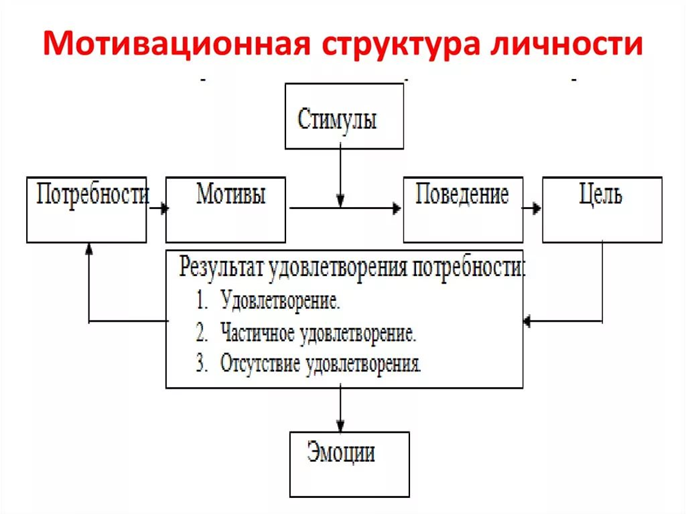 Мотивационная структура личности
Стимулы
Потребности
Мотивы
Поведение
Цель
Результат удовлетворения потребности:
1. Удовлетворение.
2. Частичное удовлетворение.
3. Отсутствие удовлетворения.
Эмоции